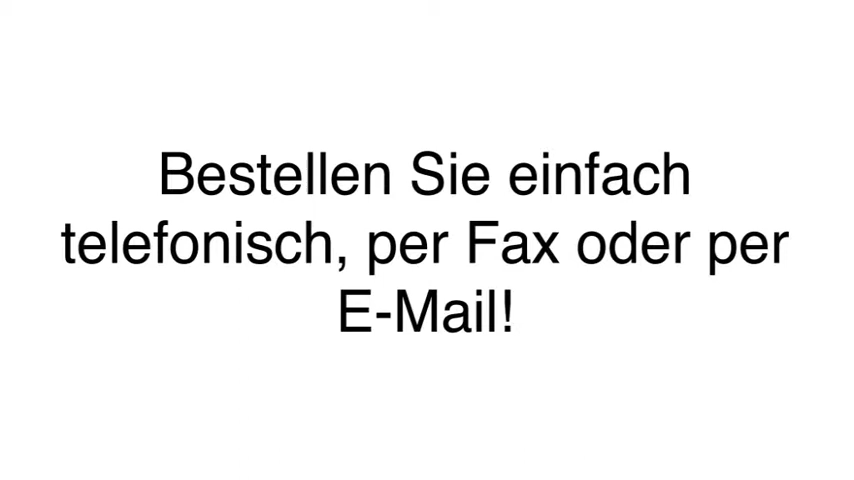 Bestellen Sie einfach
telefonisch, per Fax oder per
E-Mail!